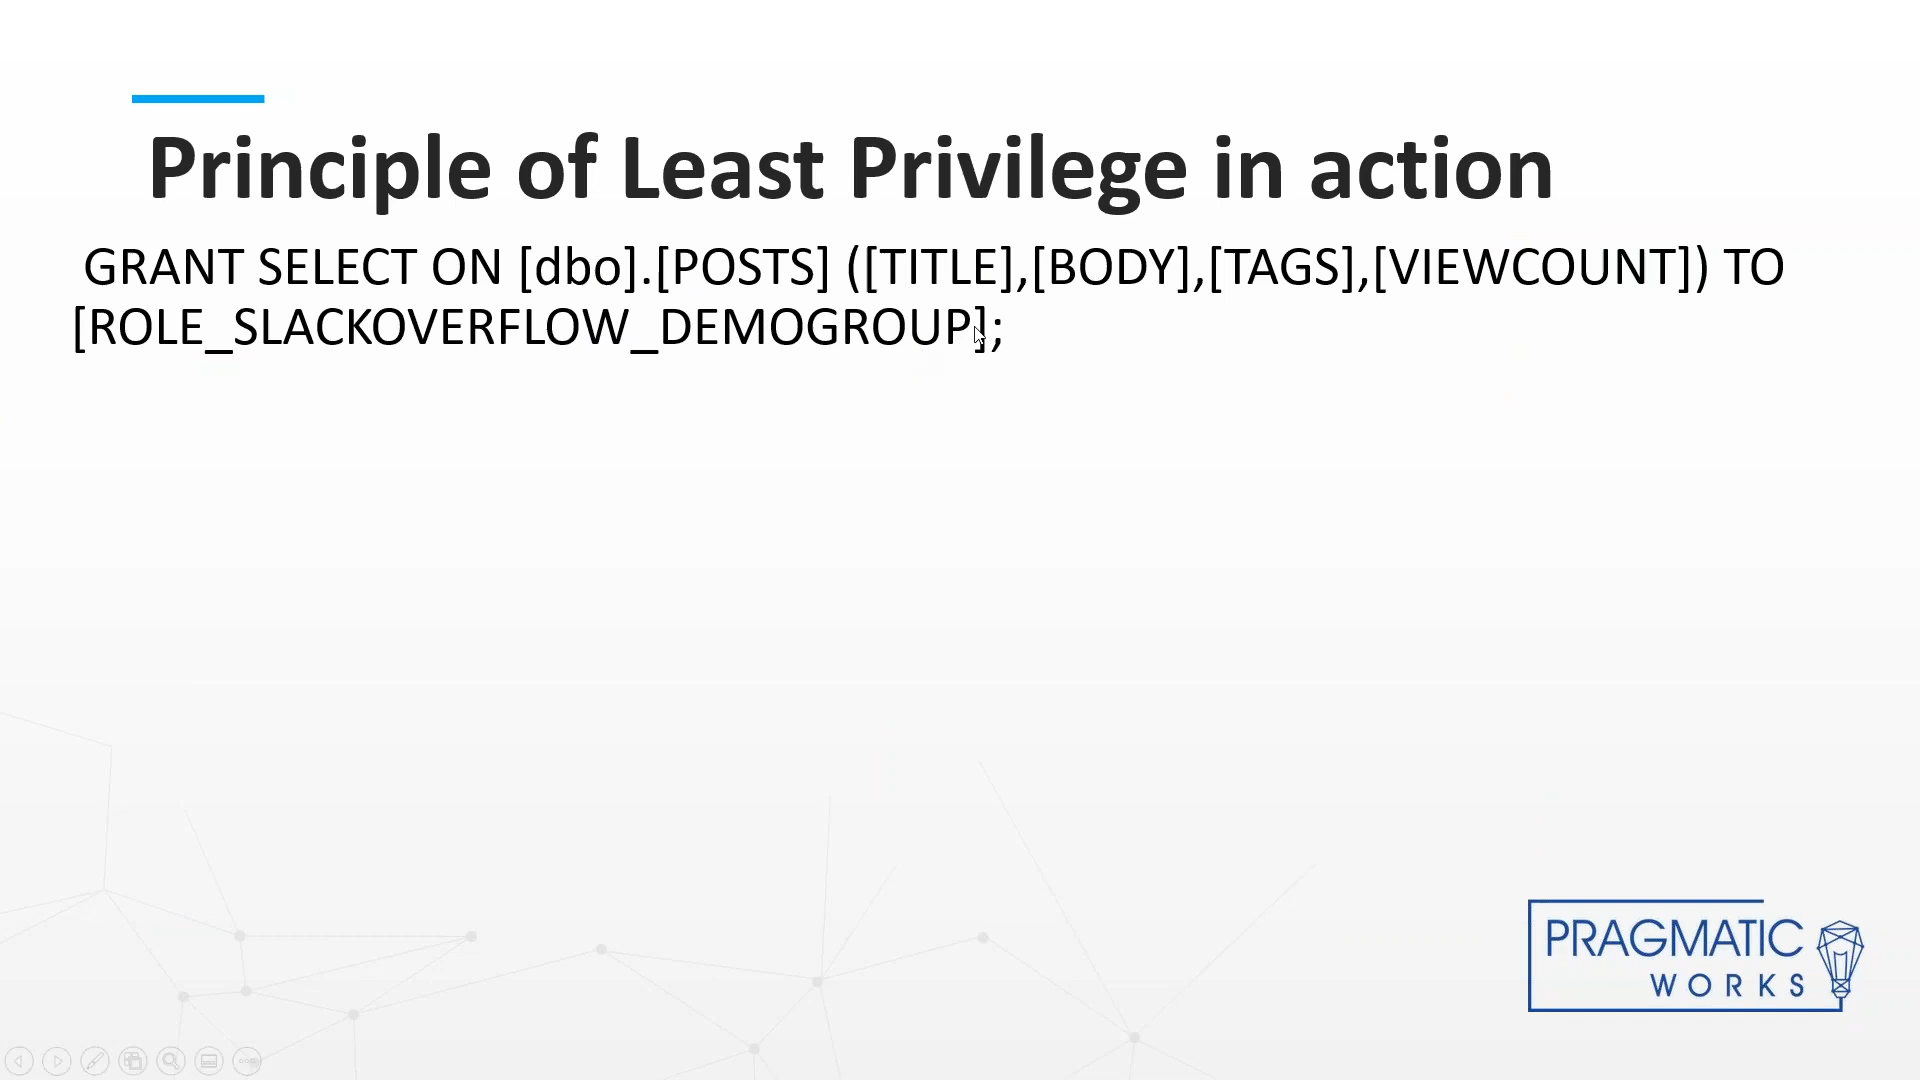 Principle of Least Privilege in action
GRANT SELECT ON [dbo].[POSTS] ([TITLE],[BODY],[TAGS],[VIEWCOUNT]) TO
[ROLE_SLACKOVERFLOW_DEMOGROUP];
PRAGMATIC
WORKS